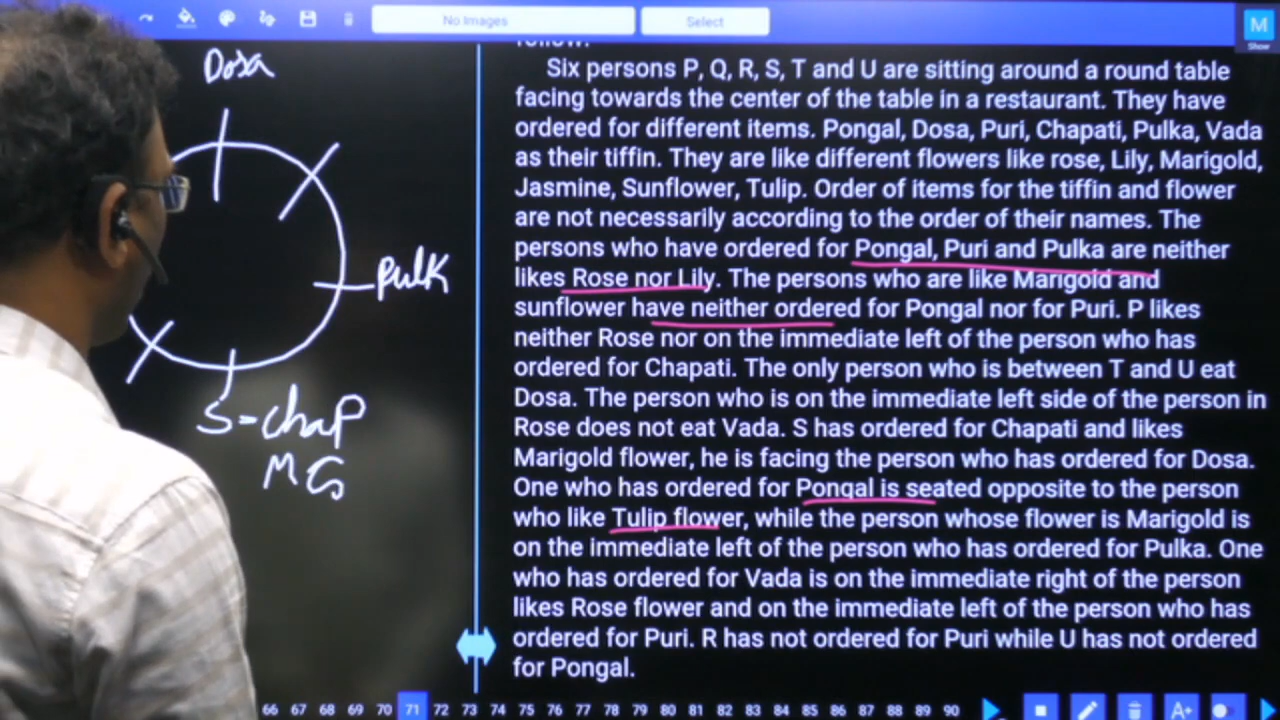 No Images
Select
M
Show
follow.
Six persons P, Q, R, S, T and U are sitting around a round table
facing towards the center of the table in a restaurant. They have
ordered for different items. Pongal, Dosa, Puri, Chapati, Pulka, Vada
as their tiffin. They are like different flowers like rose, Lily, Marigold,
Jasmine, Sunflower, Tulip. Order of items for the tiffin and flower
are not necessarily according to the order of their names. The
persons who have ordered for Pongal, Puri and Pulka are neither
likes Rose nor Lily. The persons who are like Marigold and
sunflower have neither ordered for Pongal nor for Puri. P likes
neither Rose nor on the immediate left of the person who has
ordered for Chapati. The only person who is between T and U eat
Dosa. The person who is on the immediate left side of the person in
Rose does not eat Vada. S has ordered for Chapati and likes
Marigold flower, he is facing the person who has ordered for Dosa.
One who has ordered for Pongal is seated opposite to the person
who like Tulip flower, while the person whose flower is Marigold is
on the immediate left of the person who has ordered for Pulka. One
who has ordered for Vada is on the immediate right of the person
likes Rose flower and on the immediate left of the person who has
ordered for Puri. R has not ordered for Puri while U has not ordered
for Pongal.
Dosa
Pulk
S=chap
MG
66 67 68 69 70 71 72 73 74 75 76 77 78 79 80 81 82 83 84 85 86 87 88 89 90
A+